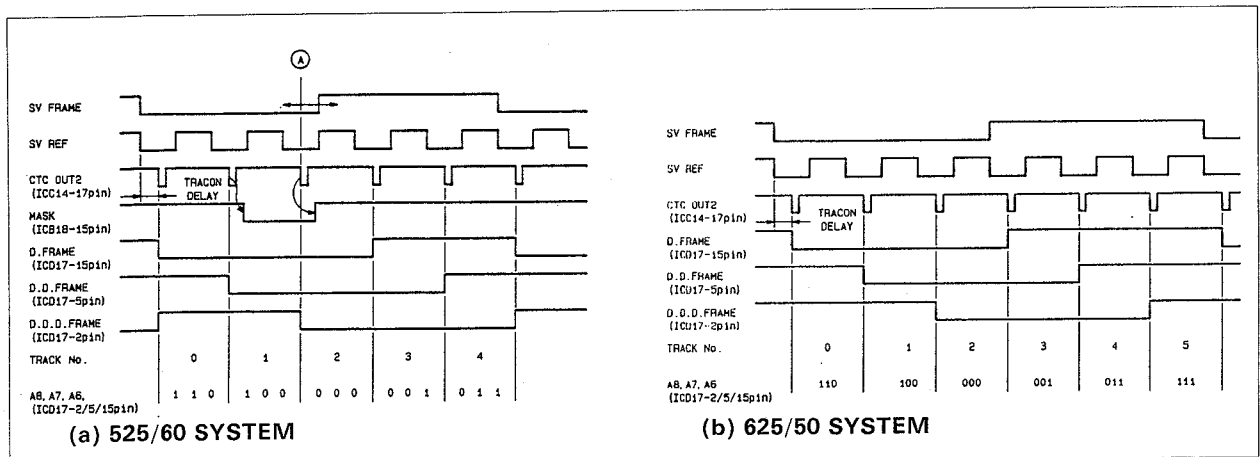 A
SV FRAME
SV REF
CTC OUT2
(ICC14-17pin)
TRACON
DELAY
MASK
(ICB18-15pin)
D.FRAME
(ICD17-15pin)
D.D.FRAME
(ICD17-5pin)
D.D.D.FRAME
(ICD17-2pin)
TRACK No. 0 1 2 3 4
A8, A7, A6, 1 1 0 1 0 0 0 0 0 0 0 1 0 1 1
(ICD17-2/5/15pin)
(a) 525/60 SYSTEM
SV FRAME
SV REF
CTC OUT2
(ICC14-17pin)
TRACON
DELAY
D.FRAME
(ICD17-15pin)
D.D.FRAME
(ICD17-5pin)
D.D.D.FRAME
(ICD17-2pin)
TRACK No. 0 1 2 3 4 5
A8, A7, A6 110 100 000 001 011 111
(ICD17-2/5/15pin)
(b) 625/50 SYSTEM